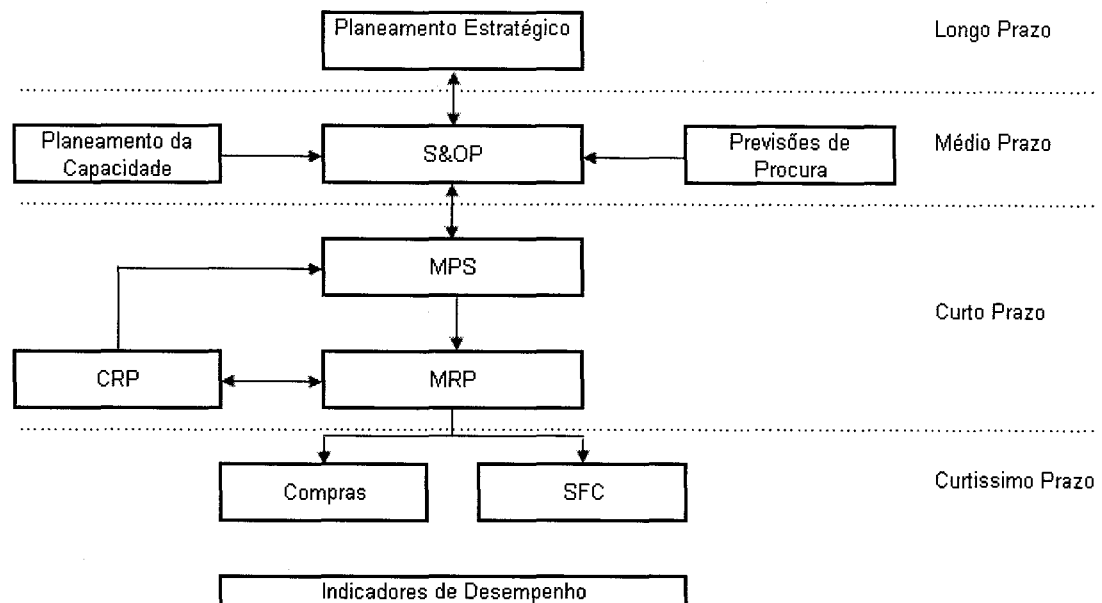 Planeamento Estratégico
Longo Prazo
Planeamento da
Capacidade
S&OP
Previsões de
Procura
Médio Prazo
MPS
Curto Prazo
CRP
MRP
Compras
SFC
Curtissimo Prazo
Indicadores de Desempenho